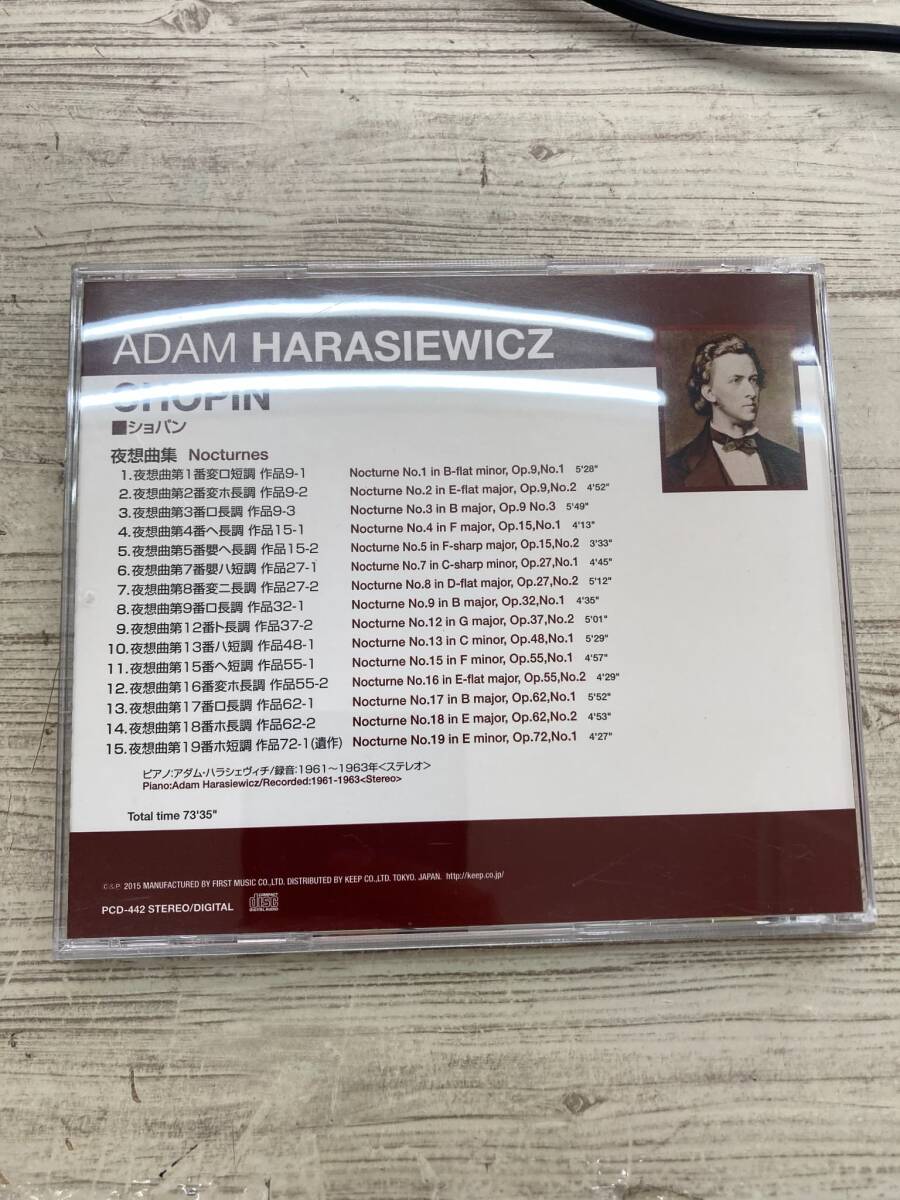 ADAM HARASIEWICZ
CHOPIN
■ショパン
夜想曲集 Nocturnes
1.夜想曲第1番変ロ短調 作品9-1 Nocturne No.1 in B-flat minor, Op.9,No.1 5'28"
2.夜想曲第2番変ホ長調 作品9-2 Nocturne No.2 in E-flat major, Op.9,No.2 4'52"
3.夜想曲第3番ロ長調 作品9-3 Nocturne No.3 in B major, Op.9 No.3 5'49"
4.夜想曲第4番ヘ長調 作品15-1 Nocturne No.4 in F major, Op.15,No.1 4'13"
5.夜想曲第5番嬰ヘ長調 作品15-2 Nocturne No.5 in F-sharp major, Op.15,No.2 3'33"
6.夜想曲第7番嬰ハ短調 作品27-1 Nocturne No.7 in C-sharp minor, Op.27,No.1 4'45"
7.夜想曲第8番変ニ長調 作品27-2 Nocturne No.8 in D-flat major, Op.27,No.2 5'12"
8.夜想曲第9番ロ長調 作品32-1 Nocturne No.9 in B major, Op.32,No.1 4'35"
9.夜想曲第12番ト長調 作品37-2 Nocturne No.12 in G major, Op.37,No.2 5'01"
10.夜想曲第13番ハ短調 作品48-1 Nocturne No.13 in C minor, Op.48,No.1 5'29"
11.夜想曲第15番ヘ短調 作品55-1 Nocturne No.15 in F minor, Op.55,No.1 4'57"
12.夜想曲第16番変ホ長調 作品55-2 Nocturne No.16 in E-flat major, Op.55,No.2 4'29"
13.夜想曲第17番ロ長調 作品62-1 Nocturne No.17 in B major, Op.62,No.1 5'52"
14.夜想曲第18番ホ長調 作品62-2 Nocturne No.18 in E major, Op.62,No.2 4'53"
15.夜想曲第19番ホ短調 作品72-1(遺作) Nocturne No.19 in E minor, Op.72,No.1 4'27"
ピアノ:アダム・ハラシェヴィチ/録音:1961～1963年<ステレオ>
Piano:Adam Harasiewicz/Recorded:1961-1963<Stereo>
Total time 73'35"
C&P 2015 MANUFACTURED BY FIRST MUSIC CO.,LTD. DISTRIBUTED BY KEEP CO.,LTD. TOKYO. JAPAN. http://keep.co.jp/
PCD-442 STEREO/DIGITAL COMPACT disc DIGITAL AUDIO